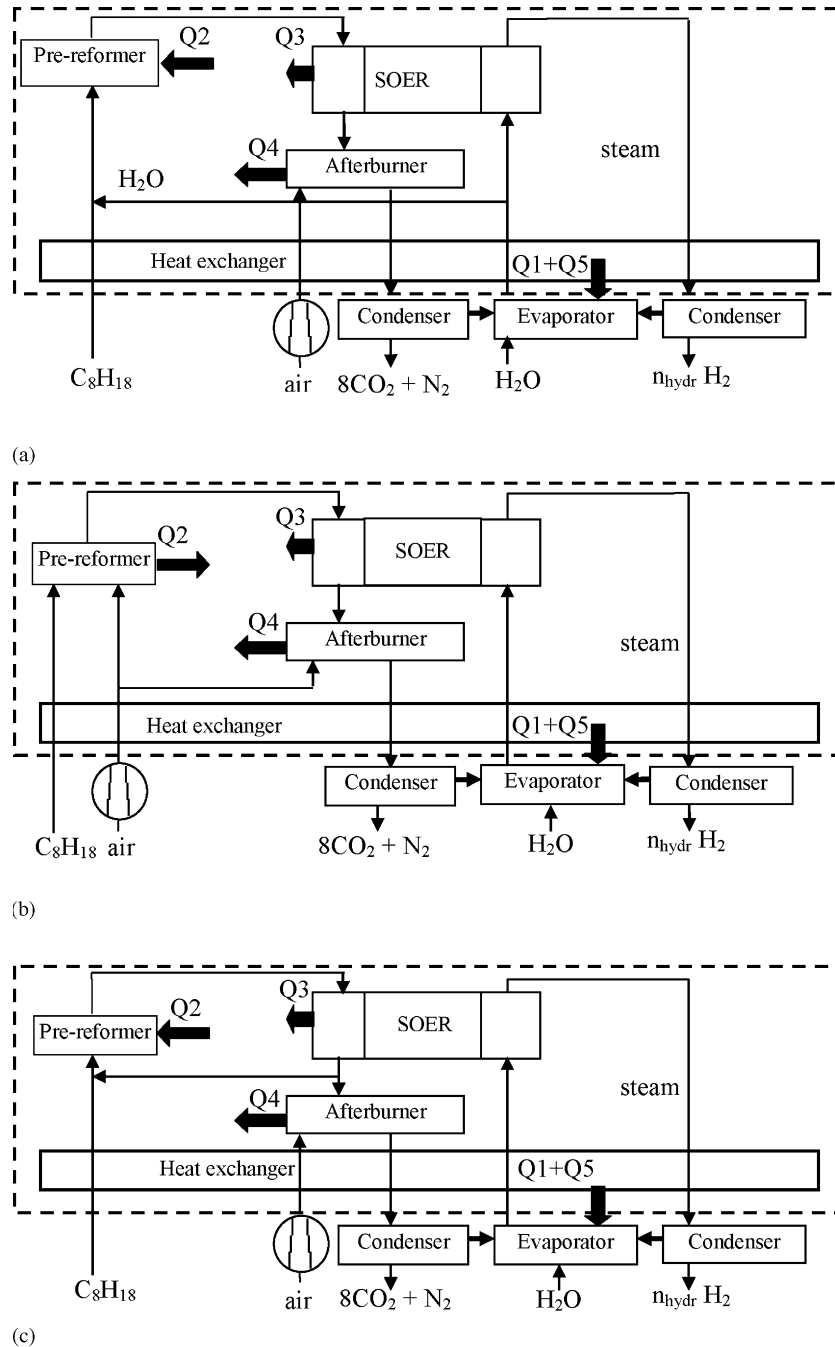 Q2
Q3
Pre-reformer
SOER
Q4
Afterburner
steam
H₂O
Heat exchanger
Q1+Q5
Condenser
Evaporator
Condenser
C₈H₁₈
air
8CO₂ + N₂
H₂O
nhydr H₂
(a)
Q3
Q2
Pre-reformer
SOER
Q4
Afterburner
steam
Heat exchanger
Q1+Q5
Condenser
Evaporator
Condenser
C₈H₁₈ air
8CO₂ + N₂
H₂O
nhydr H₂
(b)
Q3
Q2
Pre-reformer
SOER
Q4
Afterburner
steam
Heat exchanger
Q1+Q5
Condenser
Evaporator
Condenser
C₈H₁₈
air
8CO₂ + N₂
H₂O
nhydr H₂
(c)